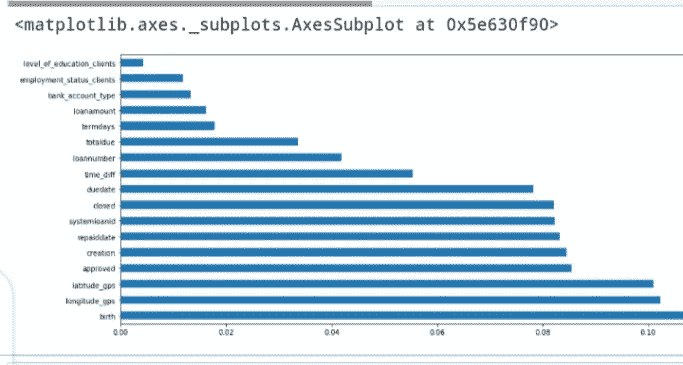 <matplotlib.axes._subplots.AxesSubplot at 0x5e630f90>
level_of_education_clients
employment_status_clients
bank_account_type
loanamount
termdays
totaldue
loannumber
time_diff
duedate
closed
systemloanid
repaiddate
creation
approved
latitude_gps
longitude_gps
birth
0.00 0.02 0.04 0.06 0.08 0.10